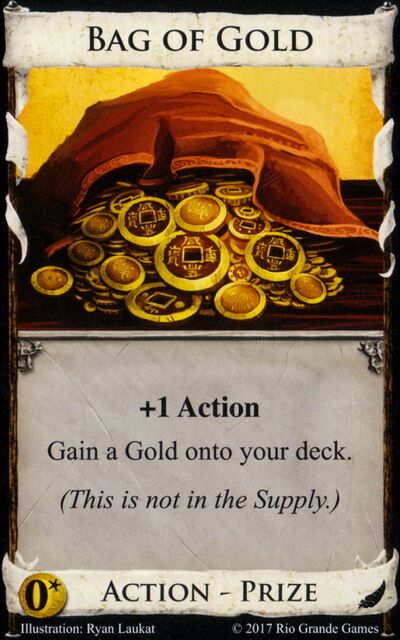 Bag of Gold
+1 Action
Gain a Gold onto your deck.
(This is not in the Supply.)
0*
Action - Prize
Illustration: Ryan Laukat
© 2017 Rio Grande Games